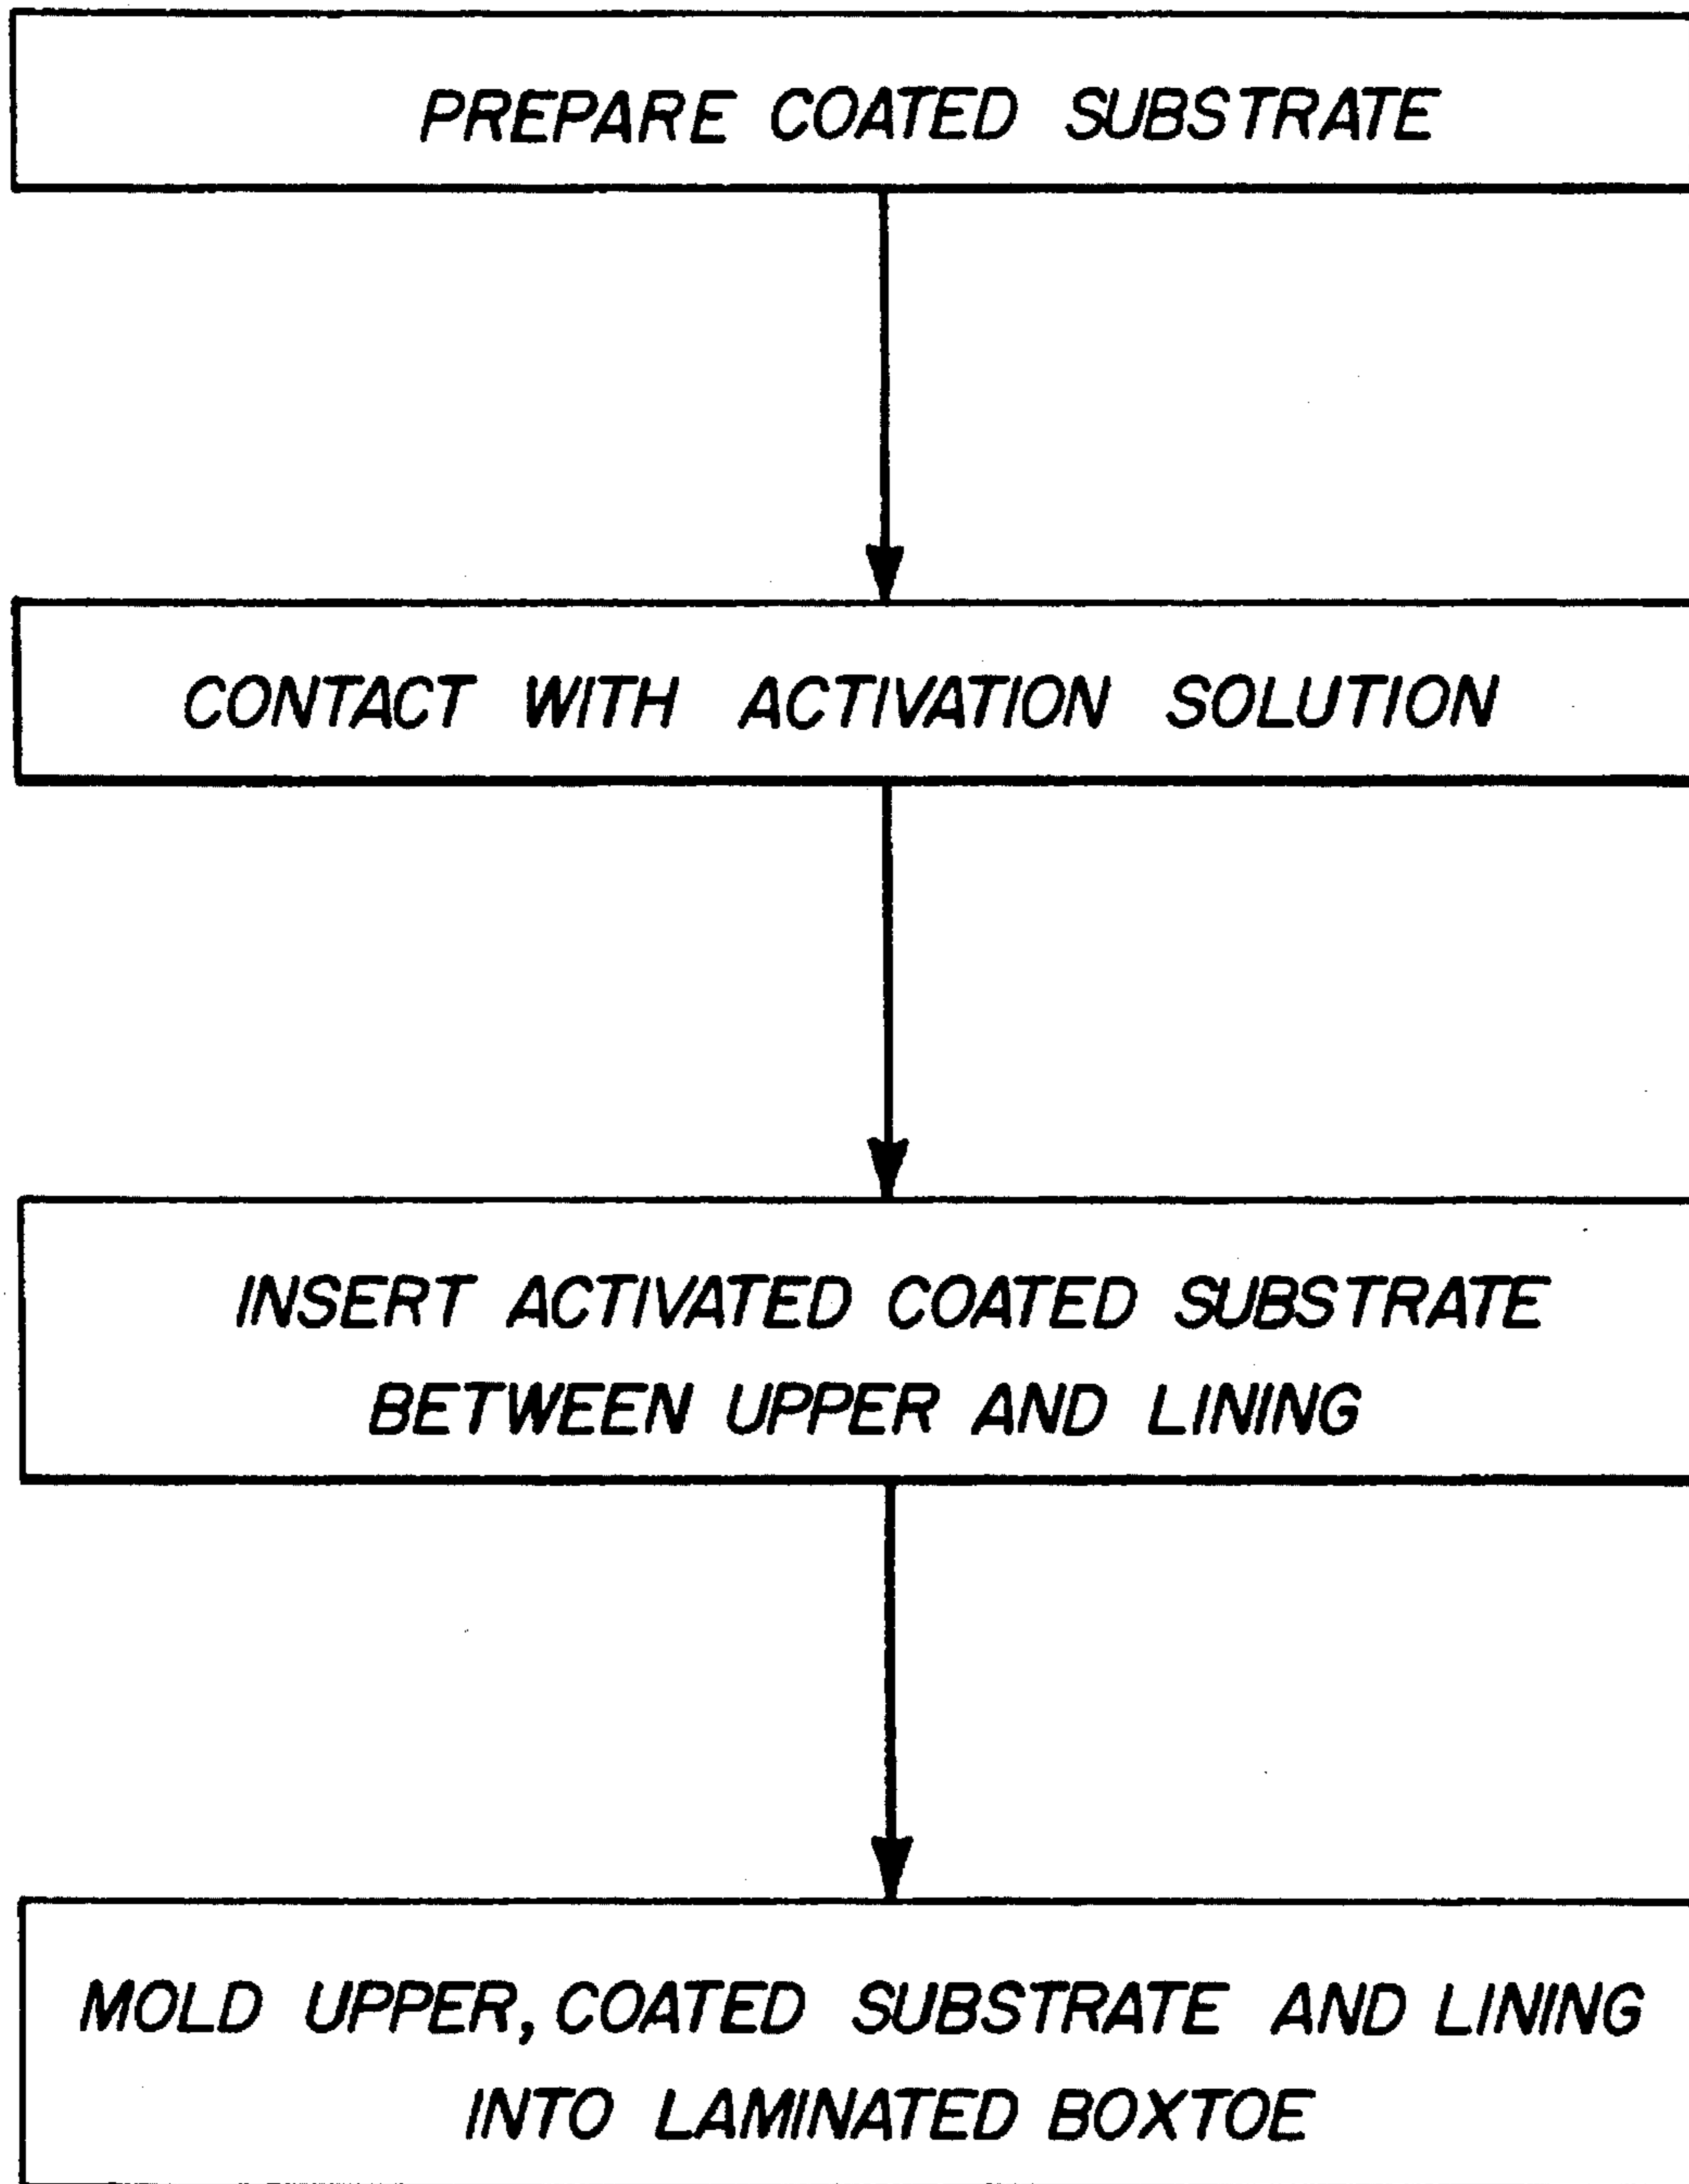 PREPARE COATED SUBSTRATE
CONTACT WITH ACTIVATION SOLUTION
INSERT ACTIVATED COATED SUBSTRATE
BETWEEN UPPER AND LINING
MOLD UPPER, COATED SUBSTRATE AND LINING
INTO LAMINATED BOXTOE